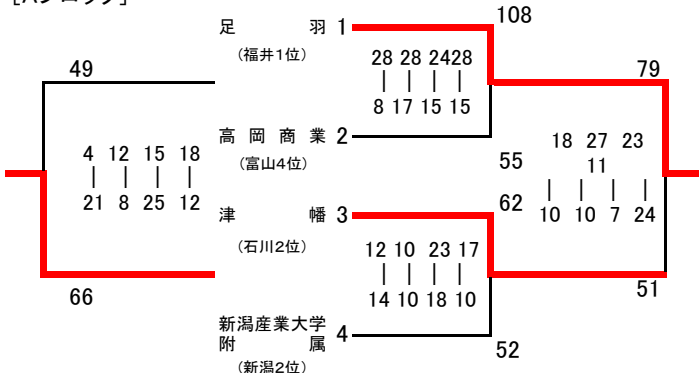 [Aブロック]
足 羽 1
(福井1位)
高 岡 商 業 2
(富山4位)
津 幡 3
(石川2位)
新潟産業大学
附 属 4
(新潟2位)
49
4 12 15 18
| | | |
21 8 25 12
66
108
28 28 2428
| | | |
8 17 15 15
55
62
12 10 23 17
| | | |
14 10 18 10
52
79
18 27 23
11
| | | |
10 10 7 24
51